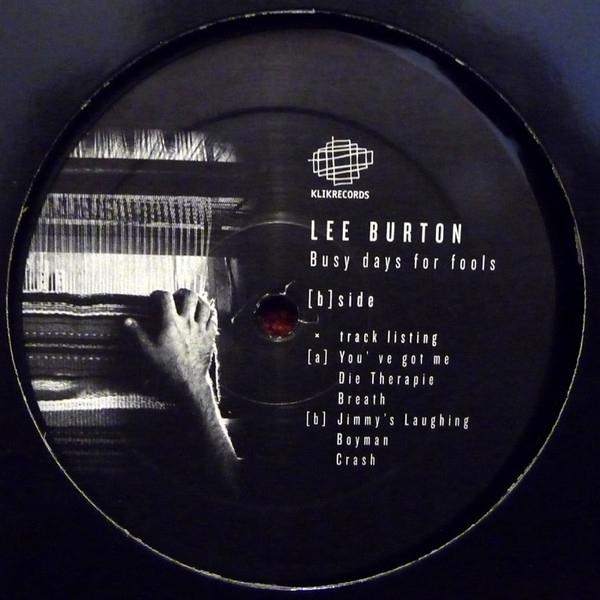 KLIKRECORDS
LEE BURTON
Busy days for fools
[b]side
× track listing
[a] You' ve got me
Die Therapie
Breath
[b] Jimmy's Laughing
Boyman
Crash